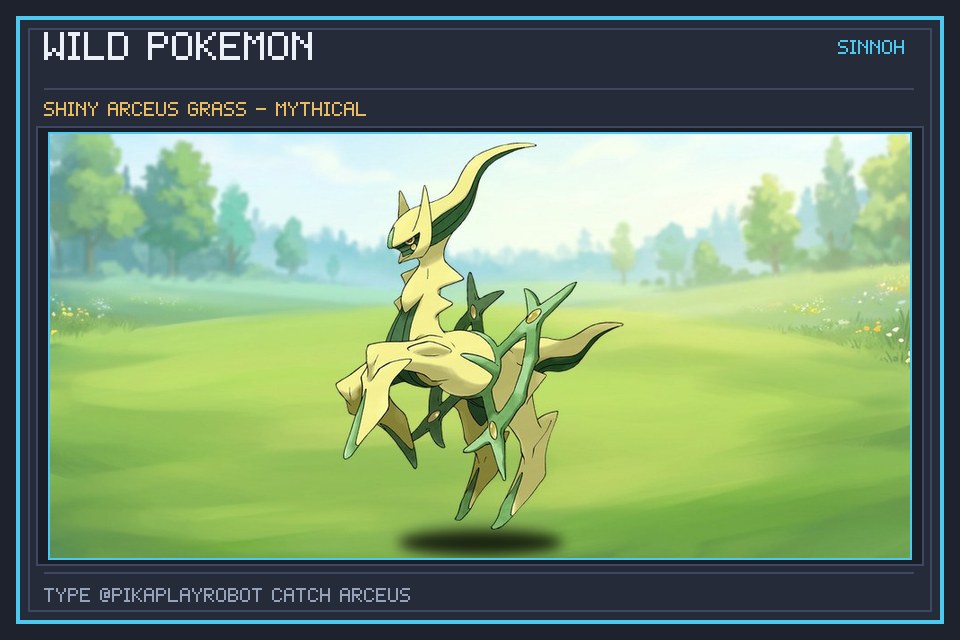 WILD POKEMON
SINNOH
SHINY ARCEUS GRASS - MYTHICAL
TYPE @PIKAPLAYROBOT CATCH ARCEUS